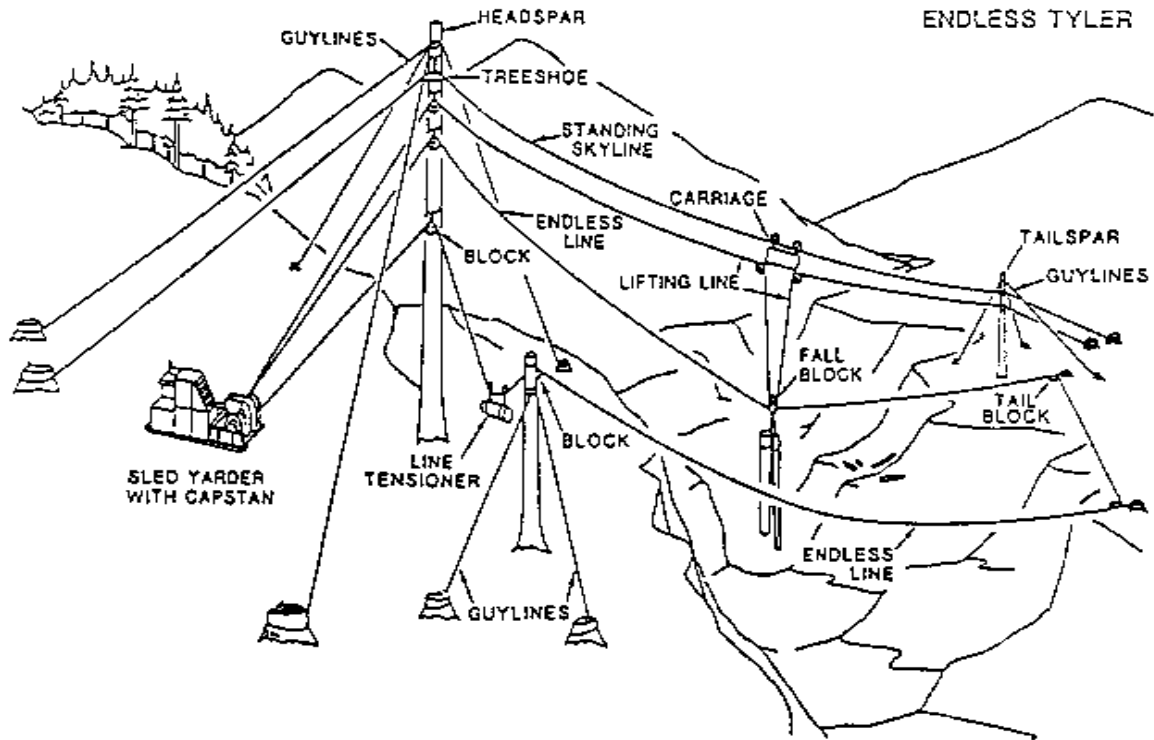 HEADSPAR
ENDLESS TYLER
GUYLINES
TREESHOE
STANDING
SKYLINE
CARRIAGE
ENDLESS
LINE
TAILSPAR
BLOCK
GUYLINES
LIFTING LINE
FALL
BLOCK
TAIL
BLOCK
BLOCK
LINE
TENSIONER
SLED YARDER
WITH CAPSTAN
ENDLESS
LINE
GUYLINES